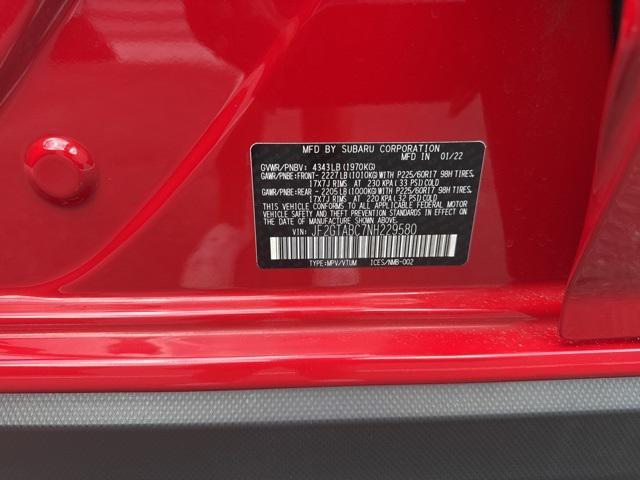 MFD BY SUBARU CORPORATION
MFD IN 01/22
GVWR/PNBV: 4343LB (1970KG)
GAWR/PNBE:FRONT- 2227LB(1010KG)WITH P225/60R17 98H TIRES,
17X7J RIMS AT 230 KPA(33 PSI)COLD
GAWR/PNBE:REAR - 2205LB(1000KG)WITH P225/60R17 98H TIRES,
17X7J RIMS AT 220 KPA(32 PSI)COLD
THIS VEHICLE CONFORMS TO ALL APPLICABLE FEDERAL MOTOR
VEHICLE SAFETY AND THEFT PREVENTION STANDARDS IN EFFECT ON
THE DATE OF MANUFACTURE SHOWN ABOVE.
VIN: JF2GTABC7NH229580
TYPE:MPV/VTUM ICES/NMB-002